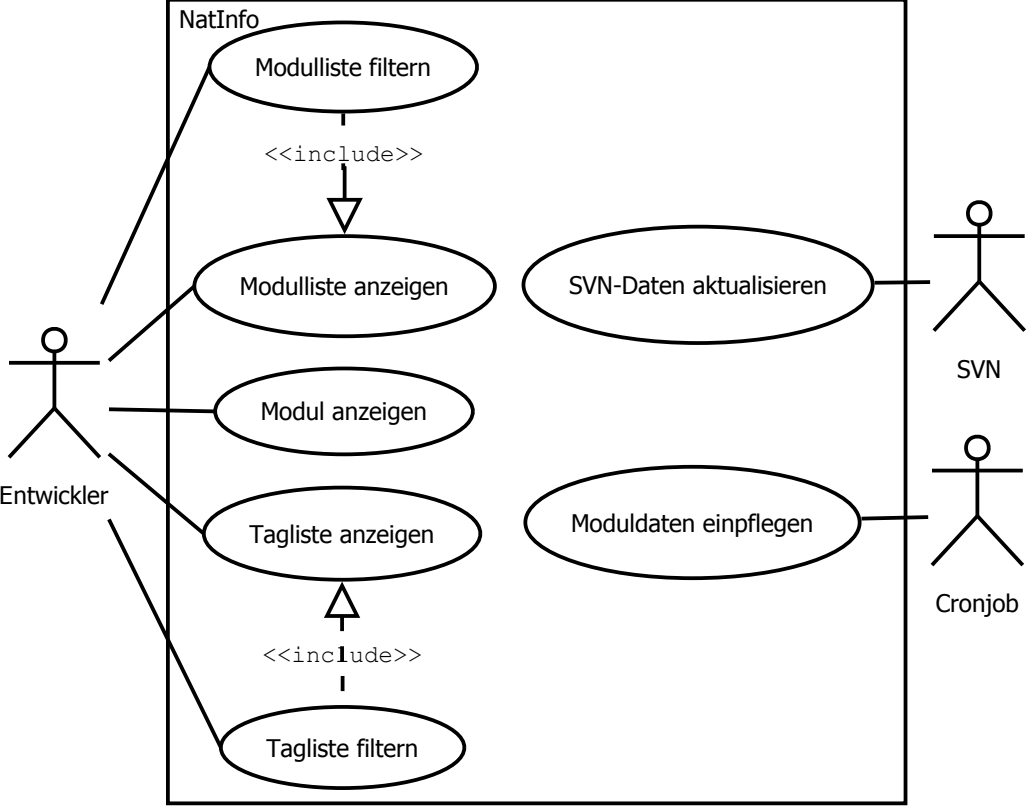 NatInfo
Modulliste filtern
<<include>>
Modulliste anzeigen
SVN-Daten aktualisieren
SVN
Modul anzeigen
Entwickler
Tagliste anzeigen
Moduldaten einpflegen
Cronjob
<<include>>
Tagliste filtern